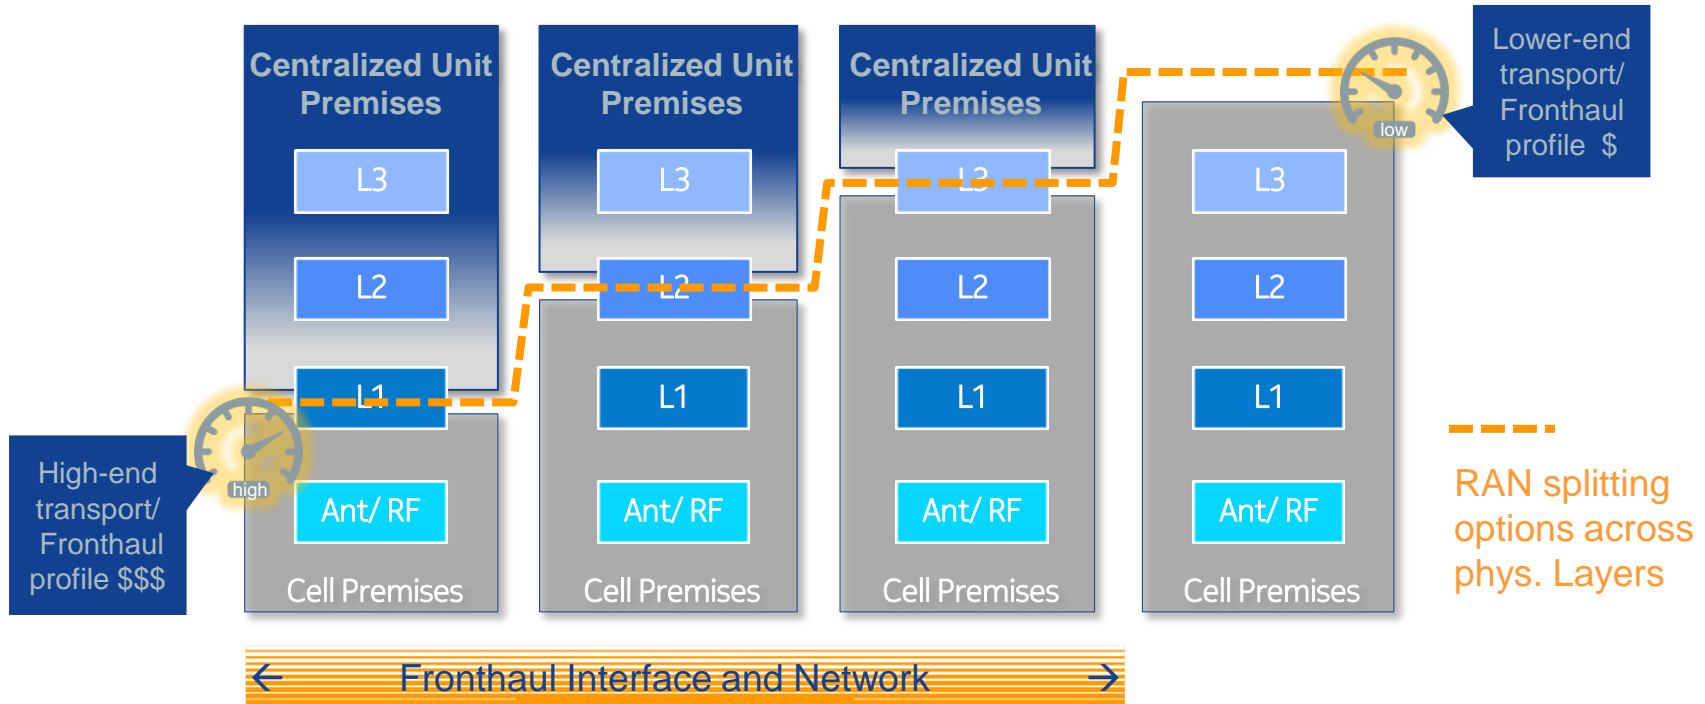 Centralized Unit
Premises
L3
L2
L1
Ant/ RF
Cell Premises
Centralized Unit
Premises
L3
L2
L1
Ant/ RF
Cell Premises
Centralized Unit
Premises
L3
L2
L1
Ant/ RF
Cell Premises
L3
L2
L1
Ant/ RF
Cell Premises
high
High-end
transport/
Fronthaul
profile $$$
low
Lower-end
transport/
Fronthaul
profile $
RAN splitting
options across
phys. Layers
← Fronthaul Interface and Network →